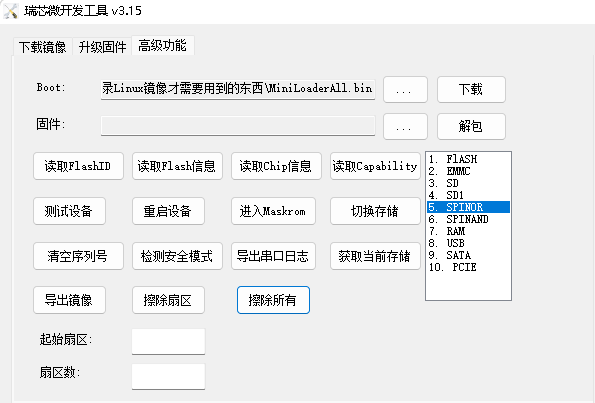 瑞芯微开发工具 v3.15
下载镜像 升级固件 高级功能
Boot: 录Linux镜像才需要用到的东西\MiniLoaderAll.bin ... 下载
固件: ... 解包
读取FlashID 读取Flash信息 读取Chip信息 读取Capability
测试设备 重启设备 进入Maskrom 切换存储
清空序列号 检测安全模式 导出串口日志 获取当前存储
导出镜像 擦除扇区 擦除所有
1. FlASH
2. EMMC
3. SD
4. SD1
5. SPINOR
6. SPINAND
7. RAM
8. USB
9. SATA
10. PCIE
起始扇区:
扇区数: